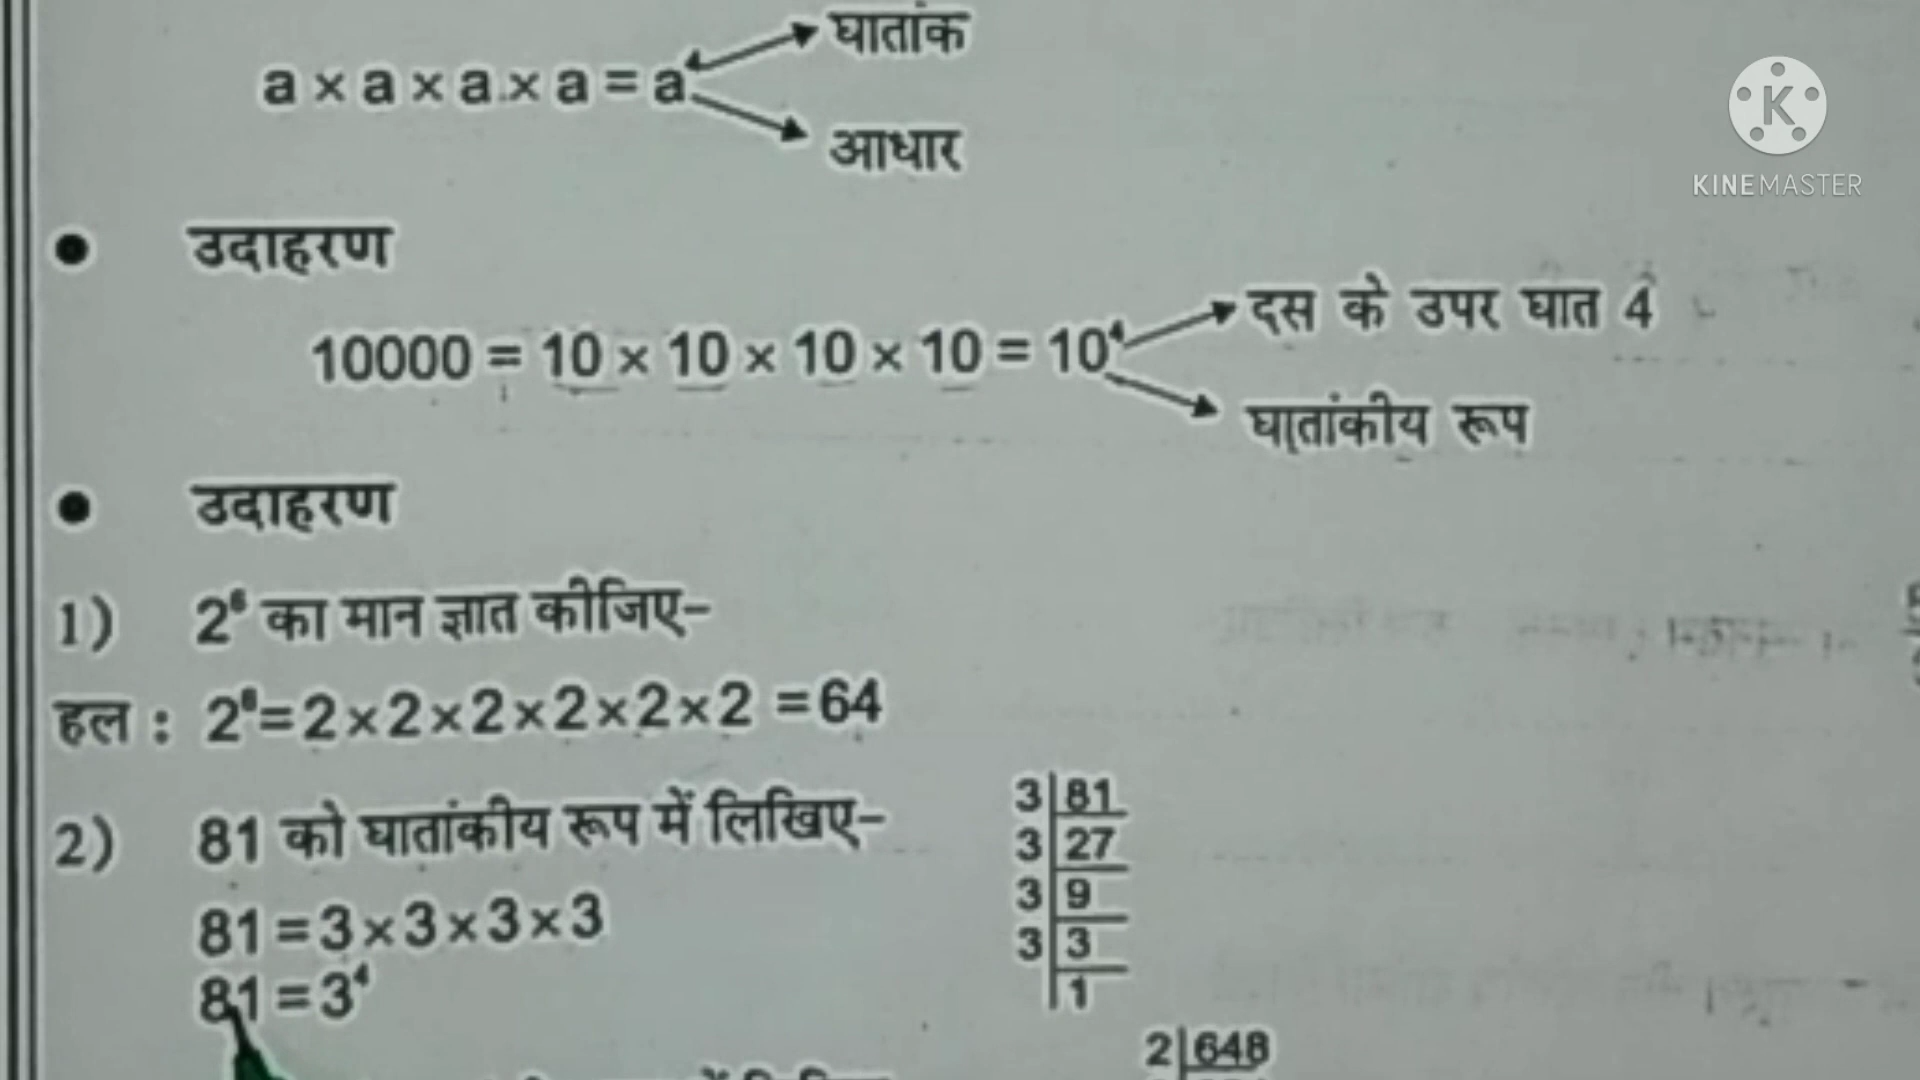 घातांक
a × a × a × a = a
आधार
KINEMASTER
● उदाहरण
दस के उपर घात 4
10000 = 10 × 10 × 10 × 10 = 10⁴
घातांकीय रूप
● उदाहरण
1) 2⁶ का मान ज्ञात कीजिए–
हल : 2⁶=2×2×2×2×2×2 =64
2) 81 को घातांकीय रूप में लिखिए–
81=3×3×3×3
81=3⁴
3 81
3 27
3 9
3 3
1
2 648